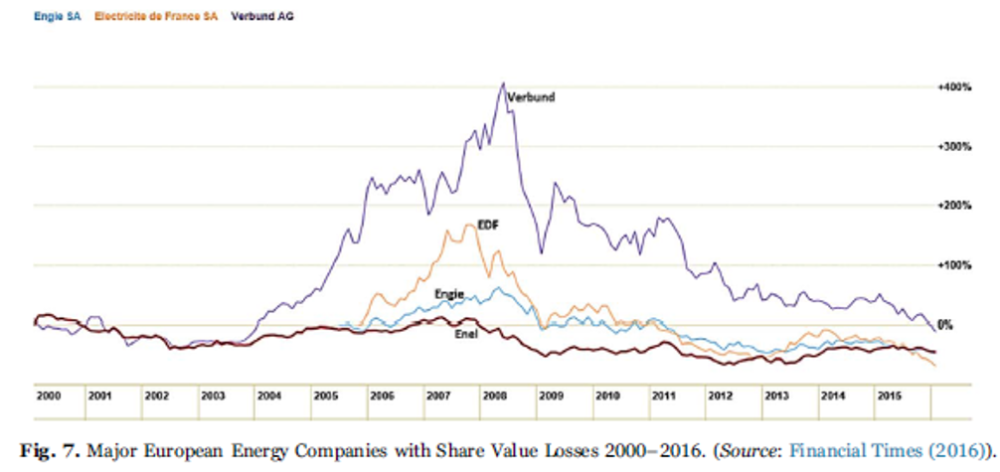 Engie SA Electricite de France SA Verbund AG
+400%
Verbund
+300%
+200%
EDF
+100%
Engie
0%
Enel
2000 2001 2002 2003 2004 2005 2006 2007 2008 2009 2010 2011 2012 2013 2014 2015
Fig. 7. Major European Energy Companies with Share Value Losses 2000–2016. (Source: Financial Times (2016)).